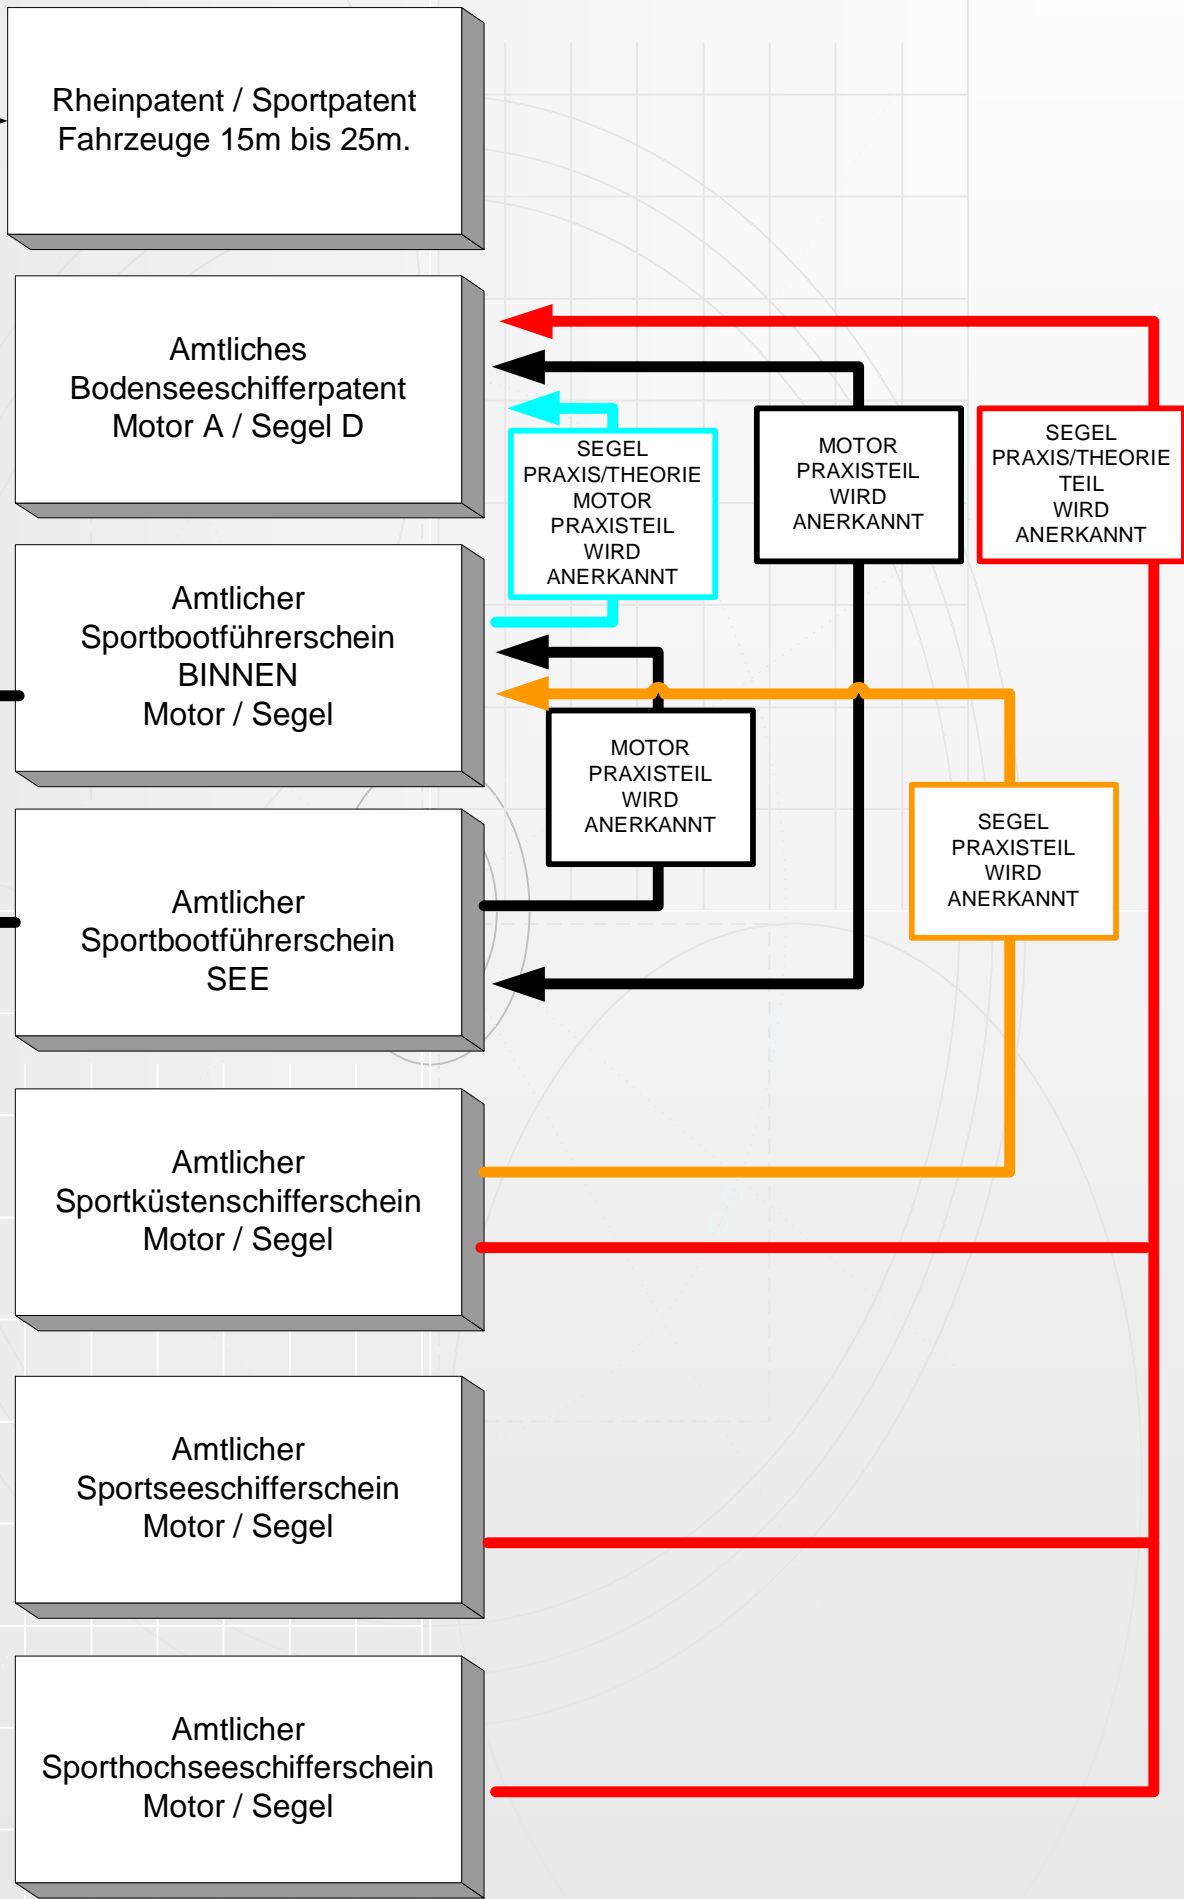 Rheinpatent / Sportpatent
Fahrzeuge 15m bis 25m.
Amtliches
Bodenseeschifferpatent
Motor A / Segel D
SEGEL
PRAXIS/THEORIE
MOTOR
PRAXISTEIL
WIRD
ANERKANNT
MOTOR
PRAXISTEIL
WIRD
ANERKANNT
SEGEL
PRAXIS/THEORIE
TEIL
WIRD
ANERKANNT
Amtlicher
Sportbootführerschein
BINNEN
Motor / Segel
MOTOR
PRAXISTEIL
WIRD
ANERKANNT
SEGEL
PRAXISTEIL
WIRD
ANERKANNT
Amtlicher
Sportbootführerschein
SEE
Amtlicher
Sportküstenschifferschein
Motor / Segel
Amtlicher
Sportseeschifferschein
Motor / Segel
Amtlicher
Sporthochseeschifferschein
Motor / Segel